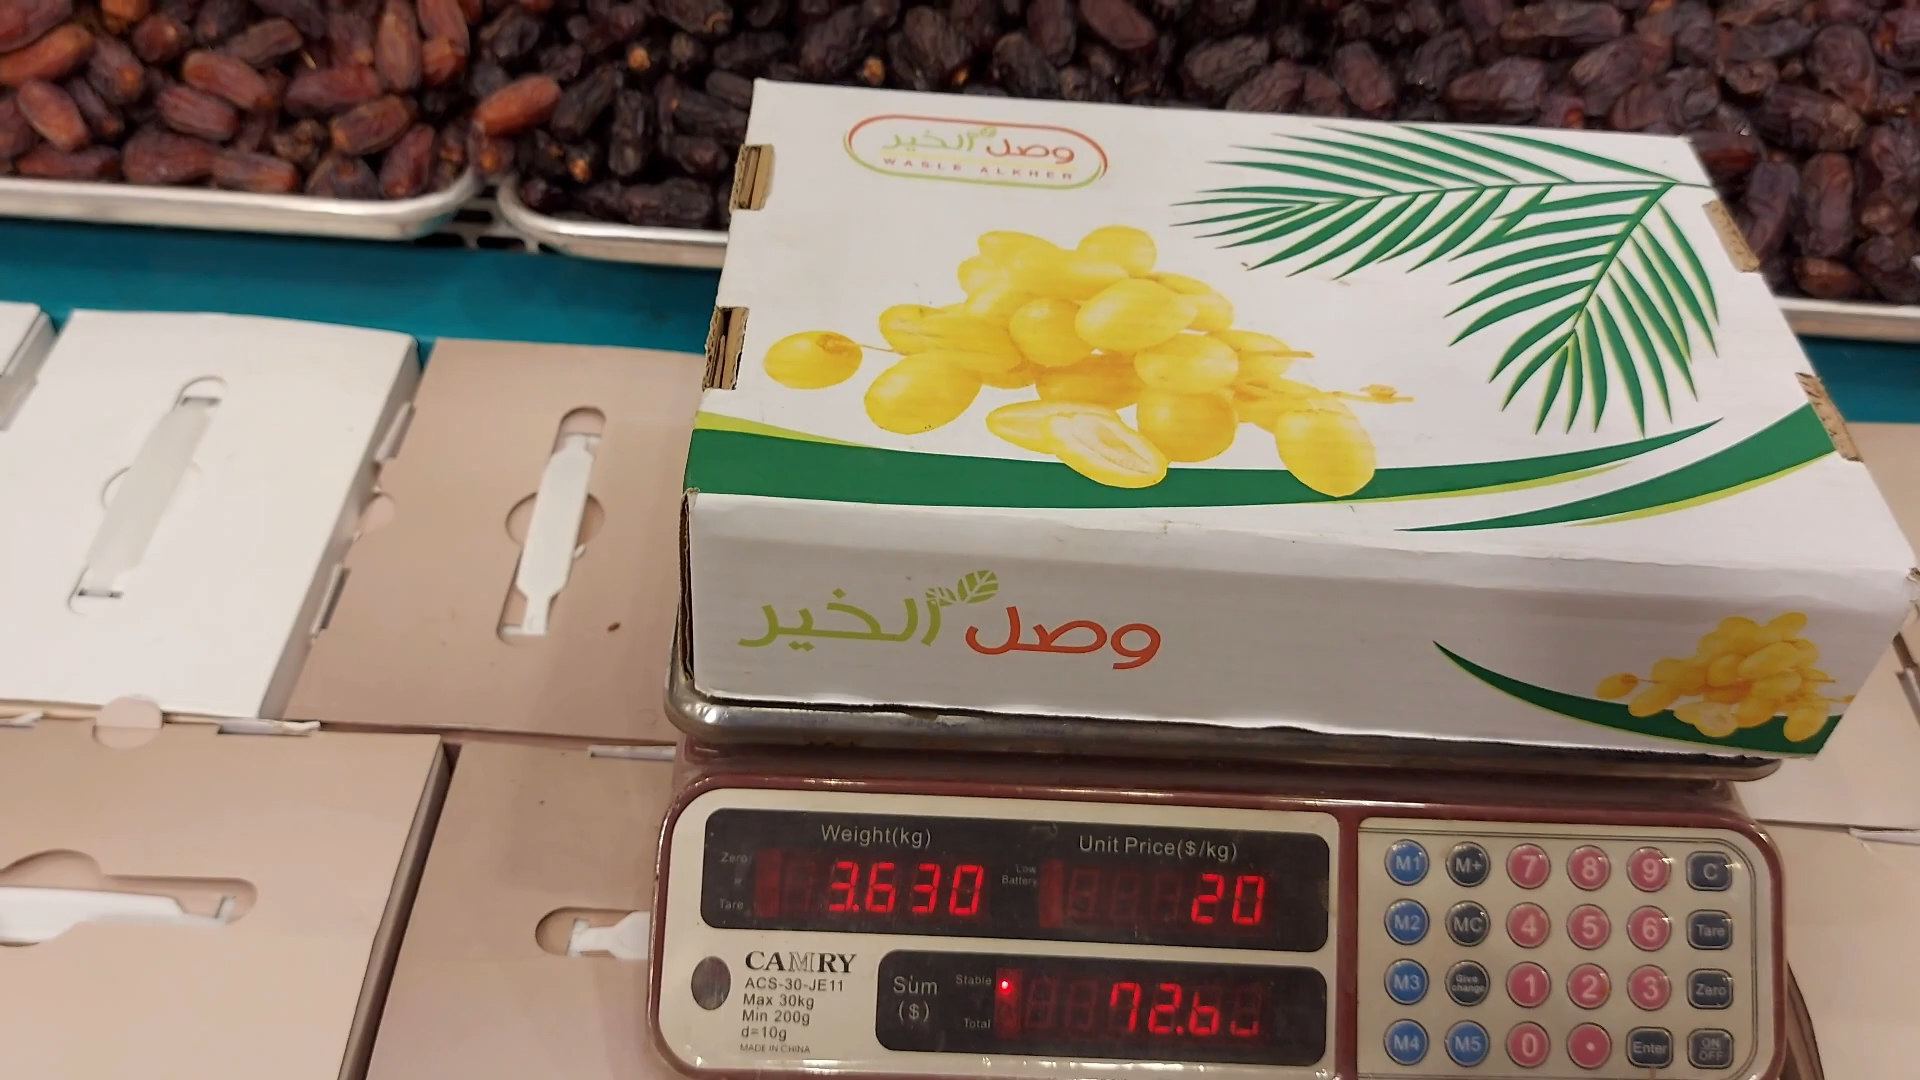 وصل الخير
WASLE ALKHER
وصل الخير
Weight(kg)
Unit Price($/kg)
Zero
Tare
Low
Battery
3.630
20
CAMRY
ACS-30-JE11
Max 30kg
Min 200g
d=10g
MADE IN CHINA
Sum
($)
Stable
Total
M1 M+ 7 8 9 C
M2 MC 4 5 6 Tare
M3 Give change 1 2 3 Zero
M4 M5 0 . Enter ON OFF